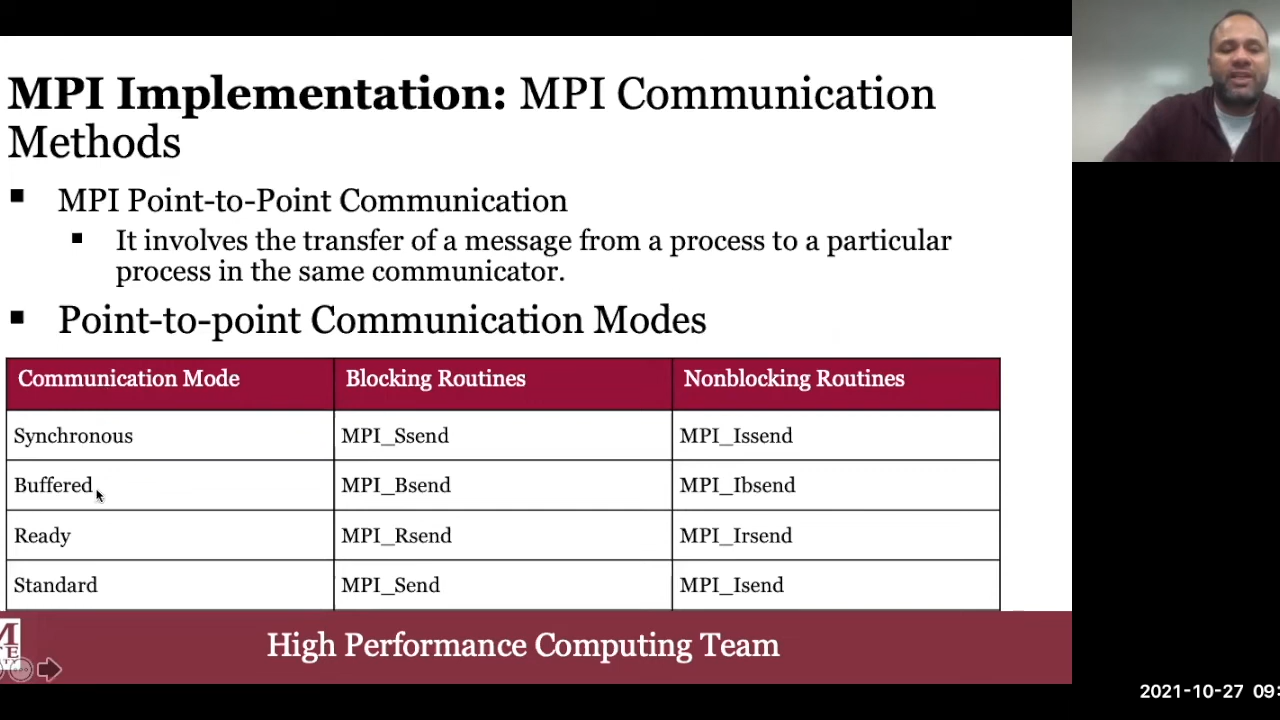 MPI Implementation: MPI Communication
Methods
MPI Point-to-Point Communication
It involves the transfer of a message from a process to a particular
process in the same communicator.
Point-to-point Communication Modes
Communication Mode Blocking Routines Nonblocking Routines
Synchronous MPI_Ssend MPI_Issend
Buffered MPI_Bsend MPI_Ibsend
Ready MPI_Rsend MPI_Irsend
Standard MPI_Send MPI_Isend
High Performance Computing Team
2021-10-27 09: